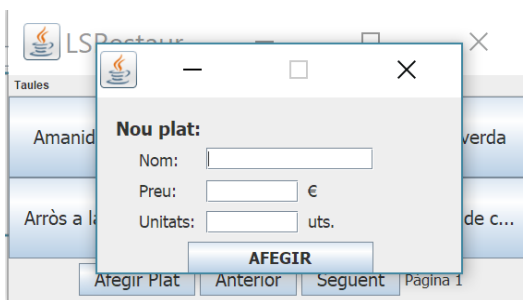 LSRestaur
Taules
Nou plat:
Amanid
verda
Nom:
Preu:
€
Arròs a la
Unitats:
uts.
de c...
AFEGIR
Afegir Plat Anterior Següent Pagina 1